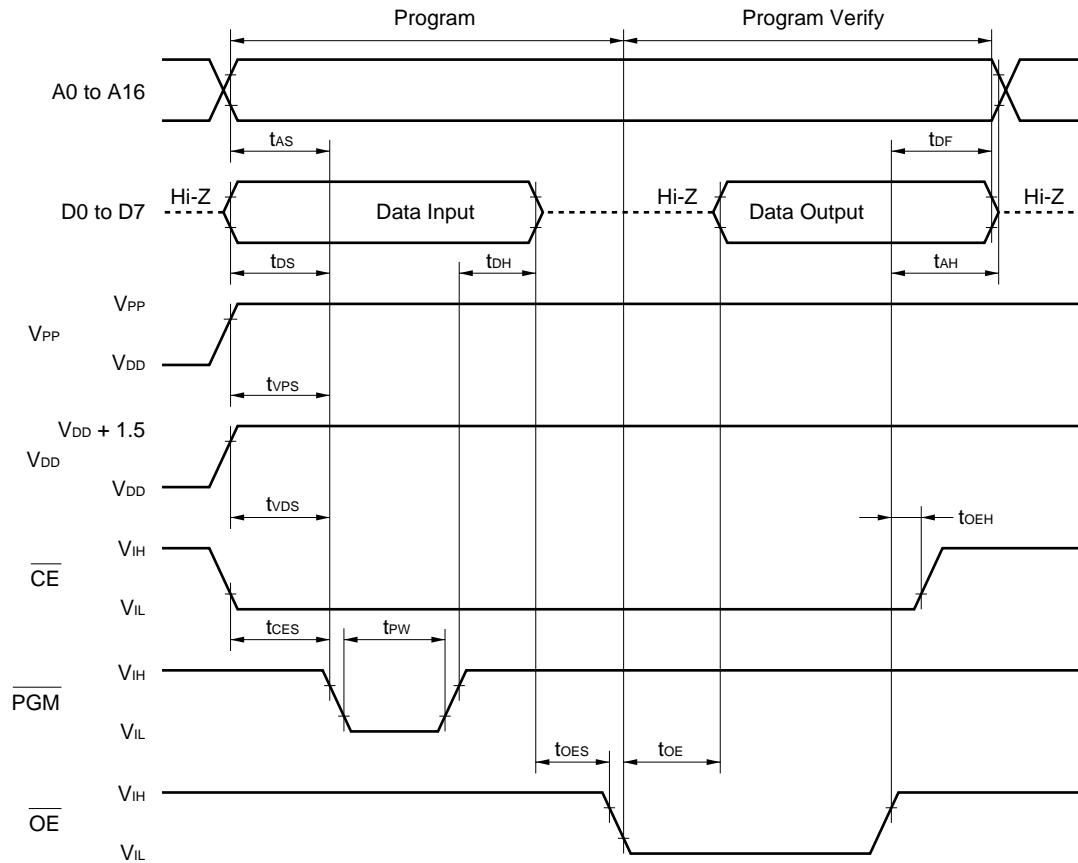 Program Program Verify
A0 to A16
tAS tDF
Hi-Z Hi-Z Hi-Z
D0 to D7 Data Input Data Output
tDS tDH tAH
VPP
VPP
VDD
tVPS
VDD + 1.5
VDD
VDD
tVDS tOEH
VIH
CE
VIL
tCES tPW
VIH
PGM
VIL
tOES tOE
VIH
OE
VIL